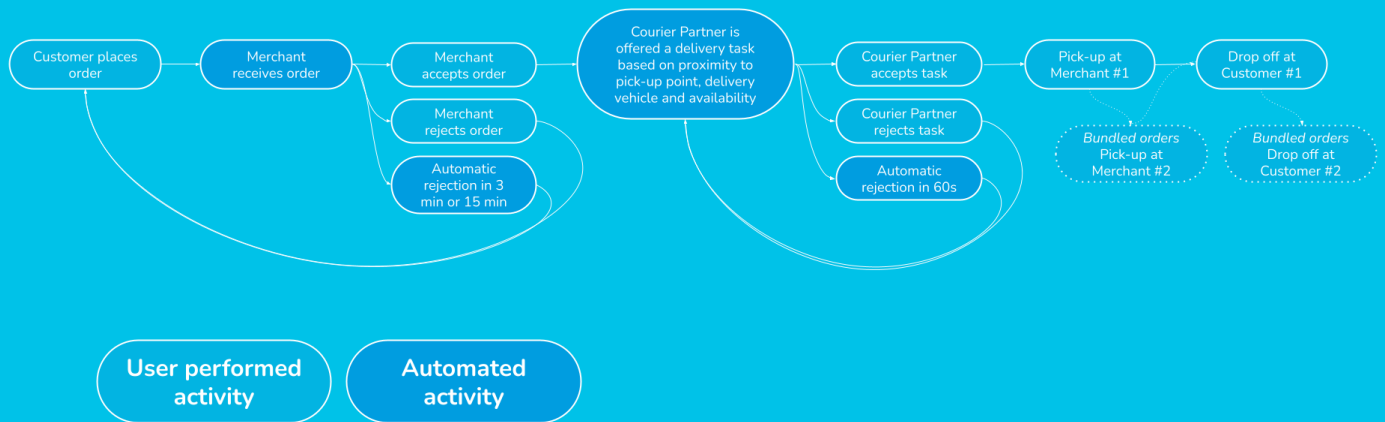 Customer places
order
Merchant
receives order
Merchant
accepts order
Merchant
rejects order
Automatic
rejection in 3
min or 15 min
Courier Partner is
offered a delivery task
based on proximity to
pick-up point, delivery
vehicle and availability
Courier Partner
accepts task
Courier Partner
rejects task
Automatic
rejection in 60s
Pick-up at
Merchant #1
Bundled orders
Pick-up at
Merchant #2
Drop off at
Customer #1
Bundled orders
Drop off at
Customer #2
User performed
activity
Automated
activity